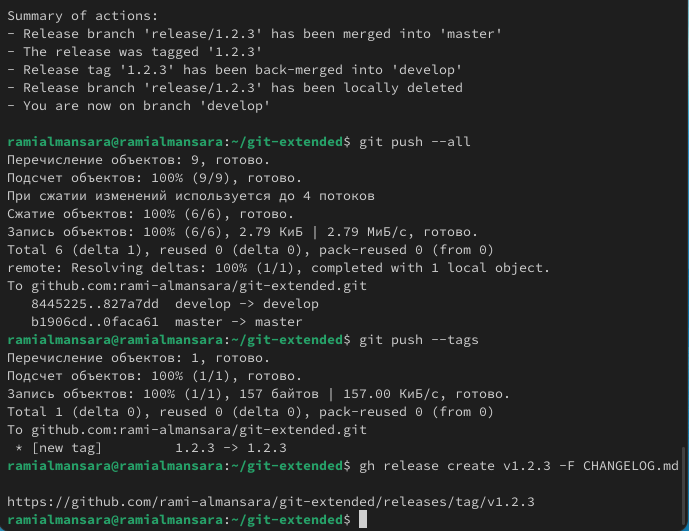 Summary of actions:
- Release branch 'release/1.2.3' has been merged into 'master'
- The release was tagged '1.2.3'
- Release tag '1.2.3' has been back-merged into 'develop'
- Release branch 'release/1.2.3' has been locally deleted
- You are now on branch 'develop'
ramialmansara@ramialmansara:~/git-extended$ git push --all
Перечисление объектов: 9, готово.
Подсчет объектов: 100% (9/9), готово.
При сжатии изменений используется до 4 потоков
Сжатие объектов: 100% (6/6), готово.
Запись объектов: 100% (6/6), 2.79 КиБ | 2.79 МиБ/с, готово.
Total 6 (delta 1), reused 0 (delta 0), pack-reused 0 (from 0)
remote: Resolving deltas: 100% (1/1), completed with 1 local object.
To github.com:rami-almansara/git-extended.git
   8445225..827a7dd  develop -> develop
   b1906cd..0faca61  master -> master
ramialmansara@ramialmansara:~/git-extended$ git push --tags
Перечисление объектов: 1, готово.
Подсчет объектов: 100% (1/1), готово.
Запись объектов: 100% (1/1), 157 байтов | 157.00 КиБ/с, готово.
Total 1 (delta 0), reused 0 (delta 0), pack-reused 0 (from 0)
To github.com:rami-almansara/git-extended.git
 * [new tag]         1.2.3 -> 1.2.3
ramialmansara@ramialmansara:~/git-extended$ gh release create v1.2.3 -F CHANGELOG.md
https://github.com/rami-almansara/git-extended/releases/tag/v1.2.3
ramialmansara@ramialmansara:~/git-extended$